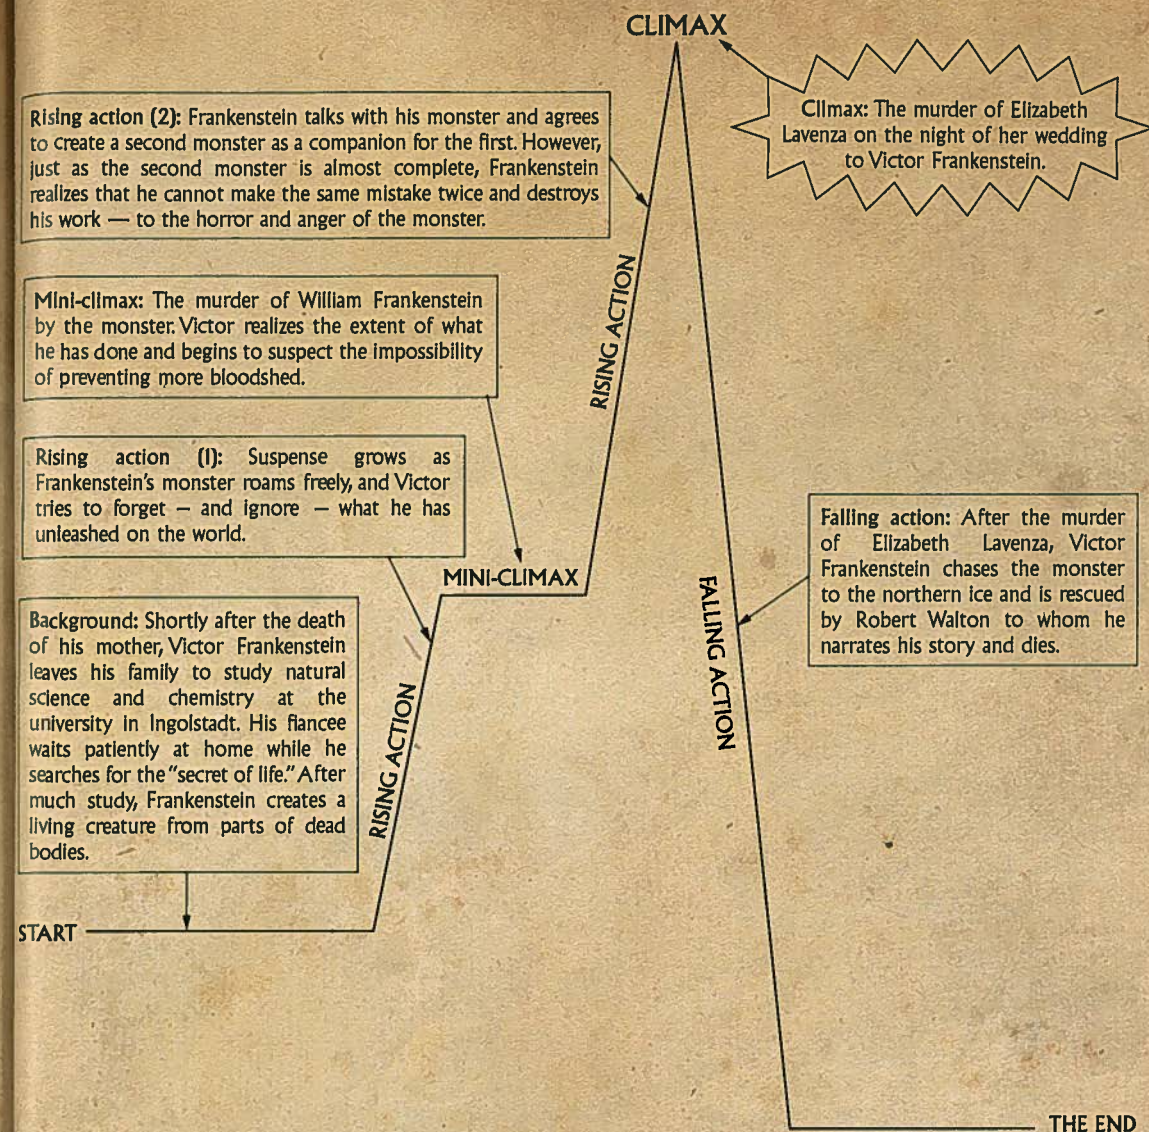 CLIMAX
Climax: The murder of Elizabeth
Lavenza on the night of her wedding
to Victor Frankenstein.
Rising action (2): Frankenstein talks with his monster and agrees
to create a second monster as a companion for the first. However,
just as the second monster is almost complete, Frankenstein
realizes that he cannot make the same mistake twice and destroys
his work — to the horror and anger of the monster.
RISING ACTION
Mini-climax: The murder of William Frankenstein
by the monster. Victor realizes the extent of what
he has done and begins to suspect the impossibility
of preventing more bloodshed.
Rising action (1): Suspense grows as
Frankenstein's monster roams freely, and Victor
tries to forget – and ignore – what he has
unleashed on the world.
MINI-CLIMAX
Falling action: After the murder
of Elizabeth Lavenza, Victor
Frankenstein chases the monster
to the northern ice and is rescued
by Robert Walton to whom he
narrates his story and dies.
FALLING ACTION
Background: Shortly after the death
of his mother, Victor Frankenstein
leaves his family to study natural
science and chemistry at the
university in Ingolstadt. His fiancee
waits patiently at home while he
searches for the "secret of life." After
much study, Frankenstein creates a
living creature from parts of dead
bodies.
RISING ACTION
START
THE END